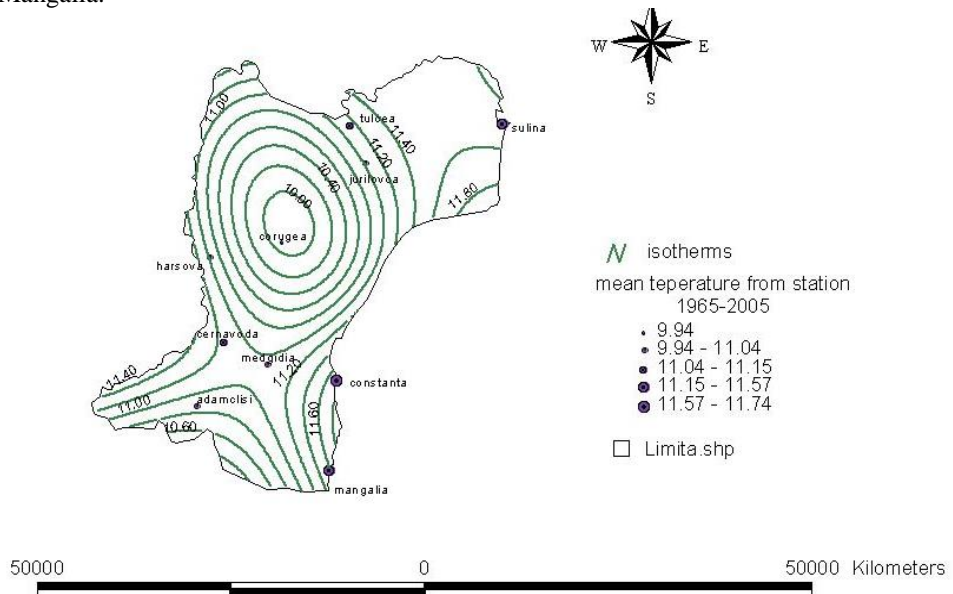 Mangalia.
W E
S
11.00
tulcea
11.40
sulina
11.20
10.40
jurilovca
10.00
11.80
corugea
harsova
isotherms
mean teperature from station
1965-2005
9.94
9.94 - 11.04
11.04 - 11.15
11.15 - 11.57
11.57 - 11.74
Limita.shp
cernavoda
medgidia
11.20
11.40
constanta
11.00
adamclisi
11.60
10.60
mangalia
50000 0 50000 Kilometers